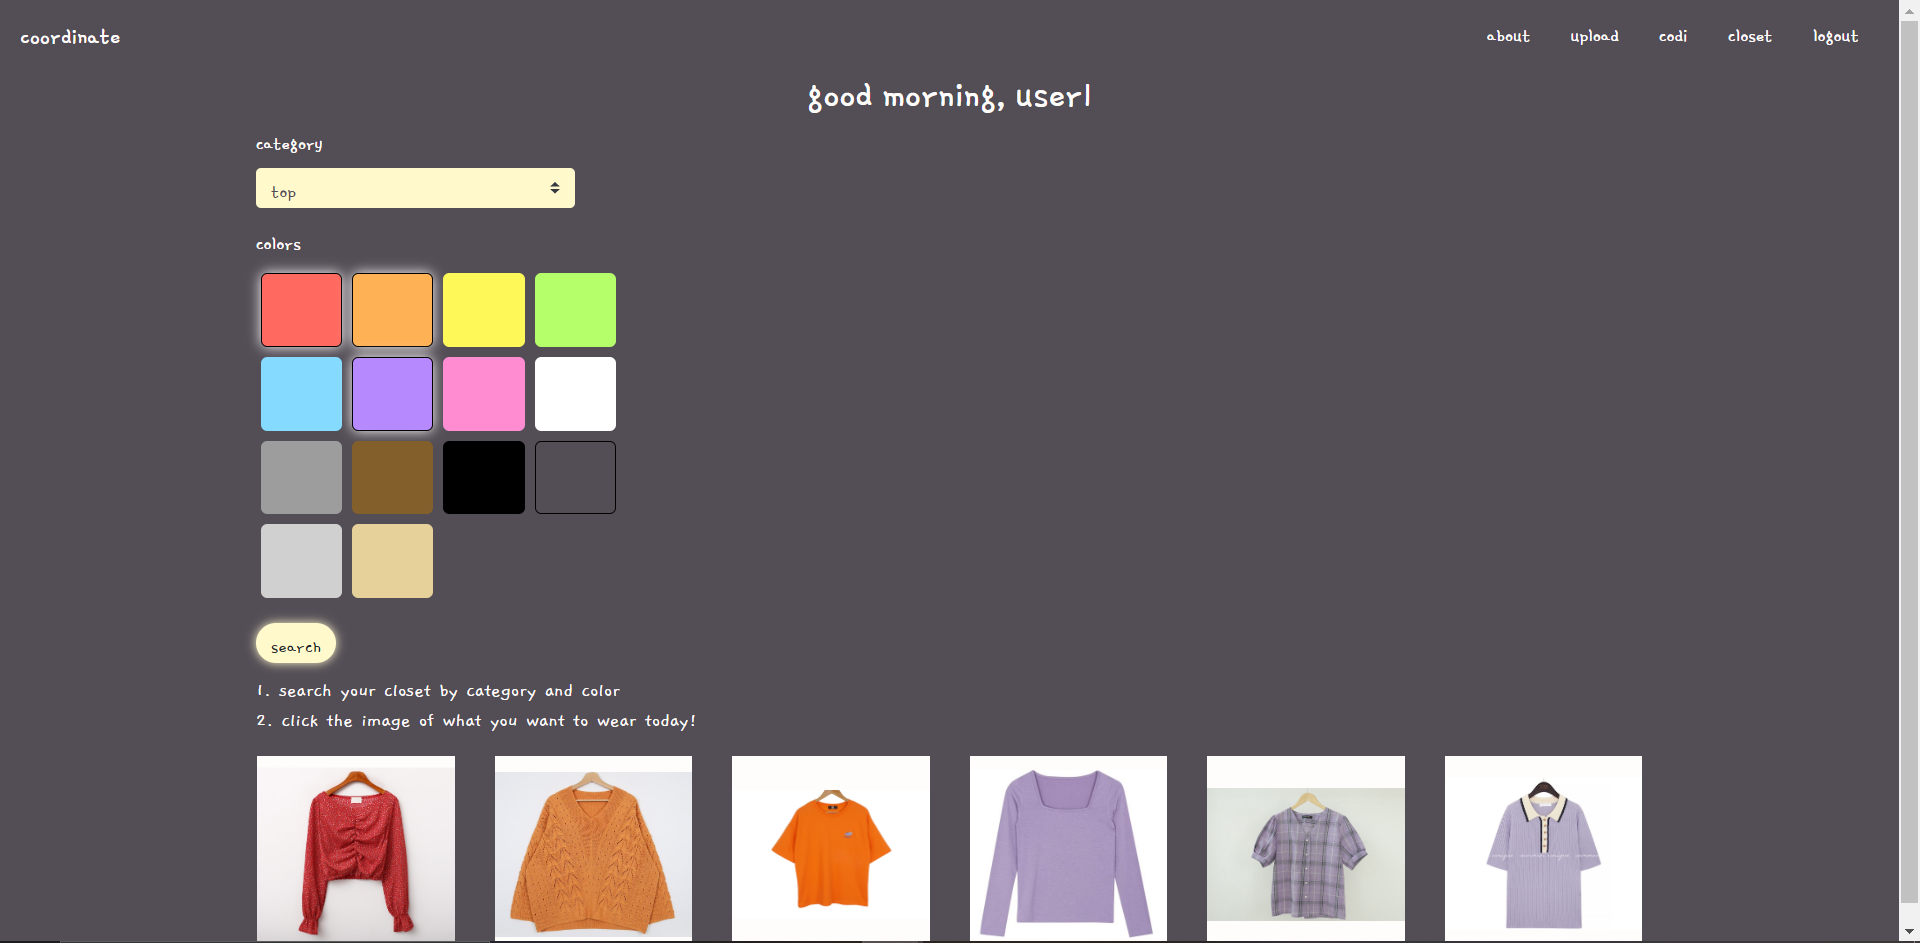 coordinate
about
upload
codi
closet
logout
good morning, user!
category
top
colors
search
1. search your closet by category and color
2. click the image of what you want to wear today!